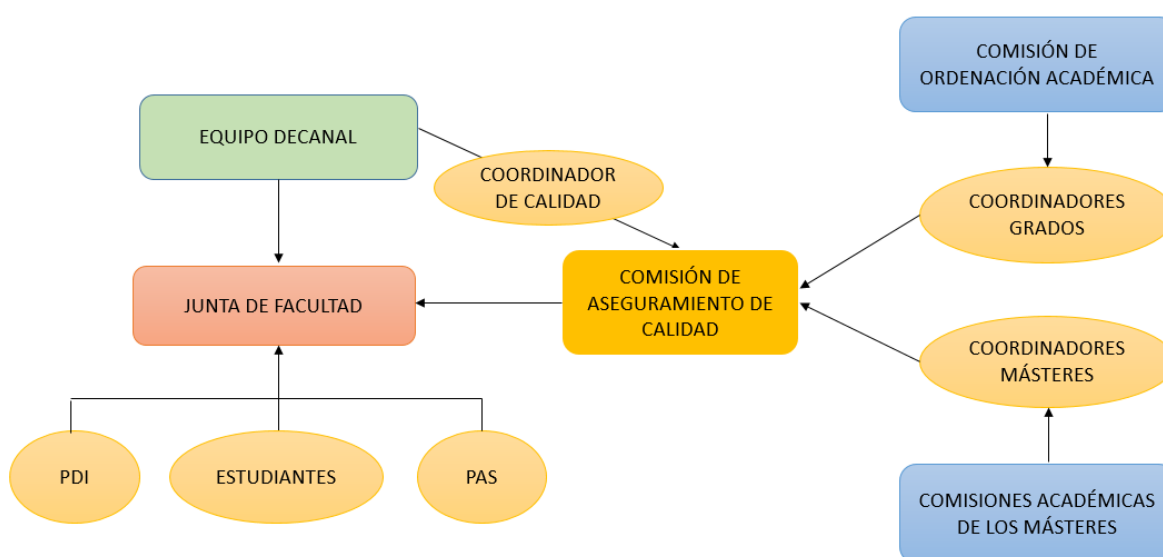 COMISIÓN DE
ORDENACIÓN ACADÉMICA
EQUIPO DECANAL
COORDINADOR
DE CALIDAD
COORDINADORES
GRADOS
JUNTA DE FACULTAD
COMISIÓN DE
ASEGURAMIENTO DE
CALIDAD
COORDINADORES
MÁSTERES
PDI
ESTUDIANTES
PAS
COMISIONES ACADÉMICAS
DE LOS MÁSTERES